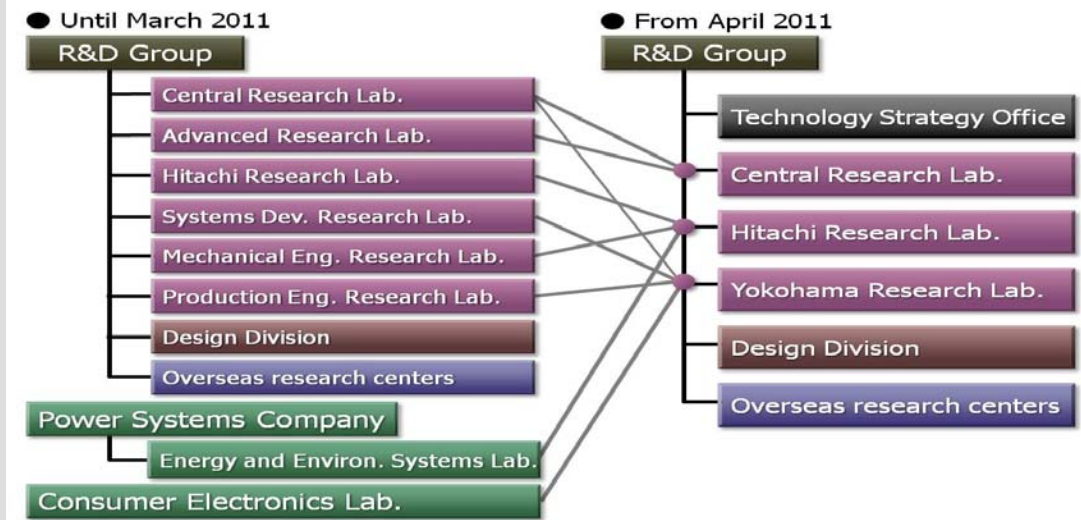 ● Until March 2011
R&D Group
Central Research Lab.
Advanced Research Lab.
Hitachi Research Lab.
Systems Dev. Research Lab.
Mechanical Eng. Research Lab.
Production Eng. Research Lab.
Design Division
Overseas research centers
Power Systems Company
Energy and Environ. Systems Lab.
Consumer Electronics Lab.
● From April 2011
R&D Group
Technology Strategy Office
Central Research Lab.
Hitachi Research Lab.
Yokohama Research Lab.
Design Division
Overseas research centers